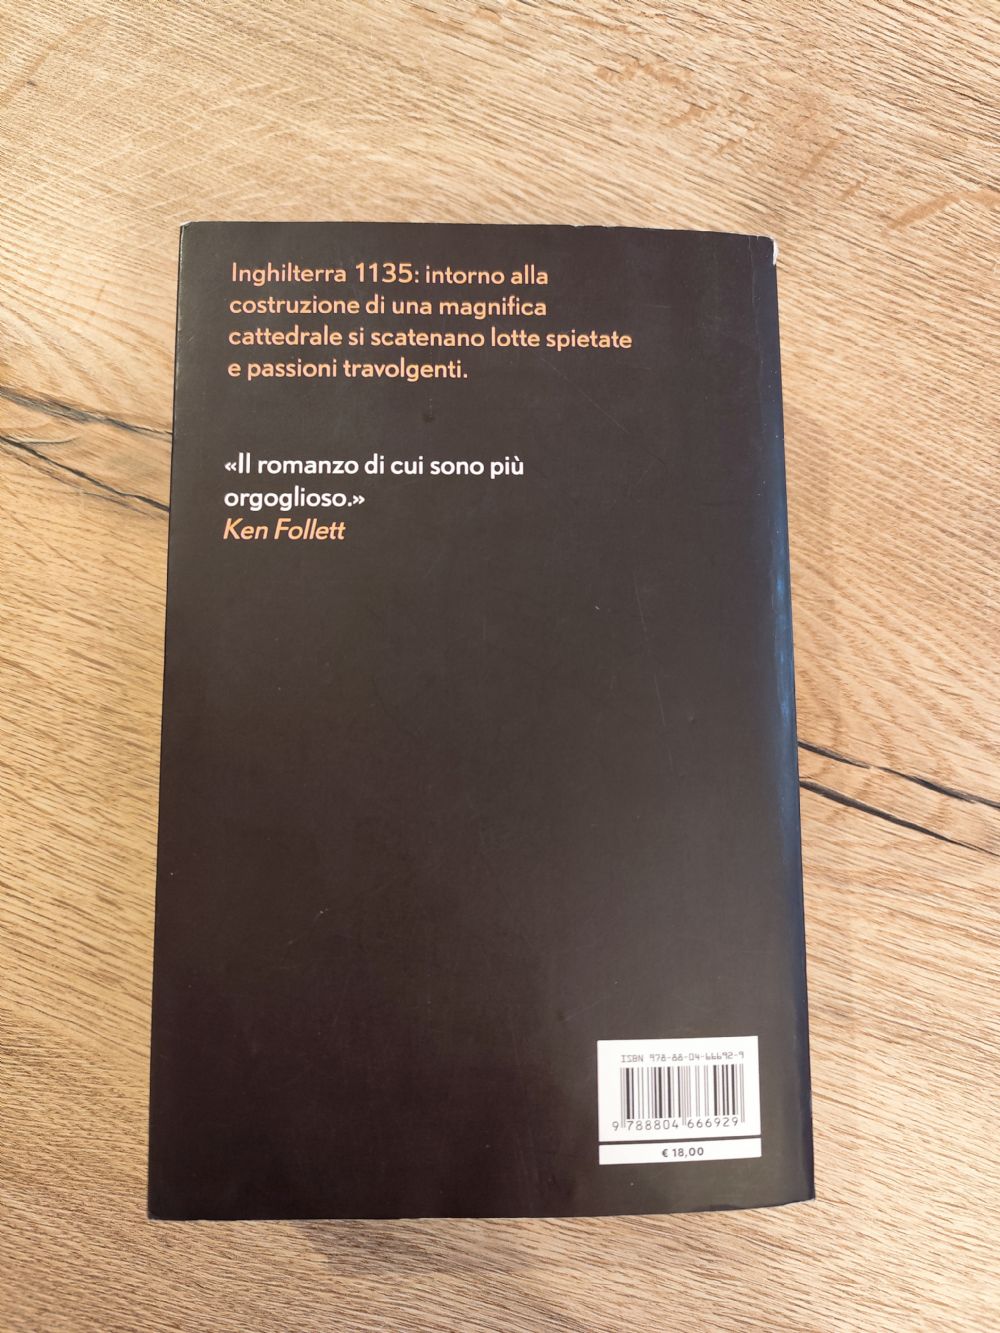 Inghilterra 1135: intorno alla
costruzione di una magnifica
cattedrale si scatenano lotte spietate
e passioni travolgenti.
«Il romanzo di cui sono più
orgoglioso.»
Ken Follett
ISBN 978-88-04-66692-9
9 788804 666929
€ 18,00